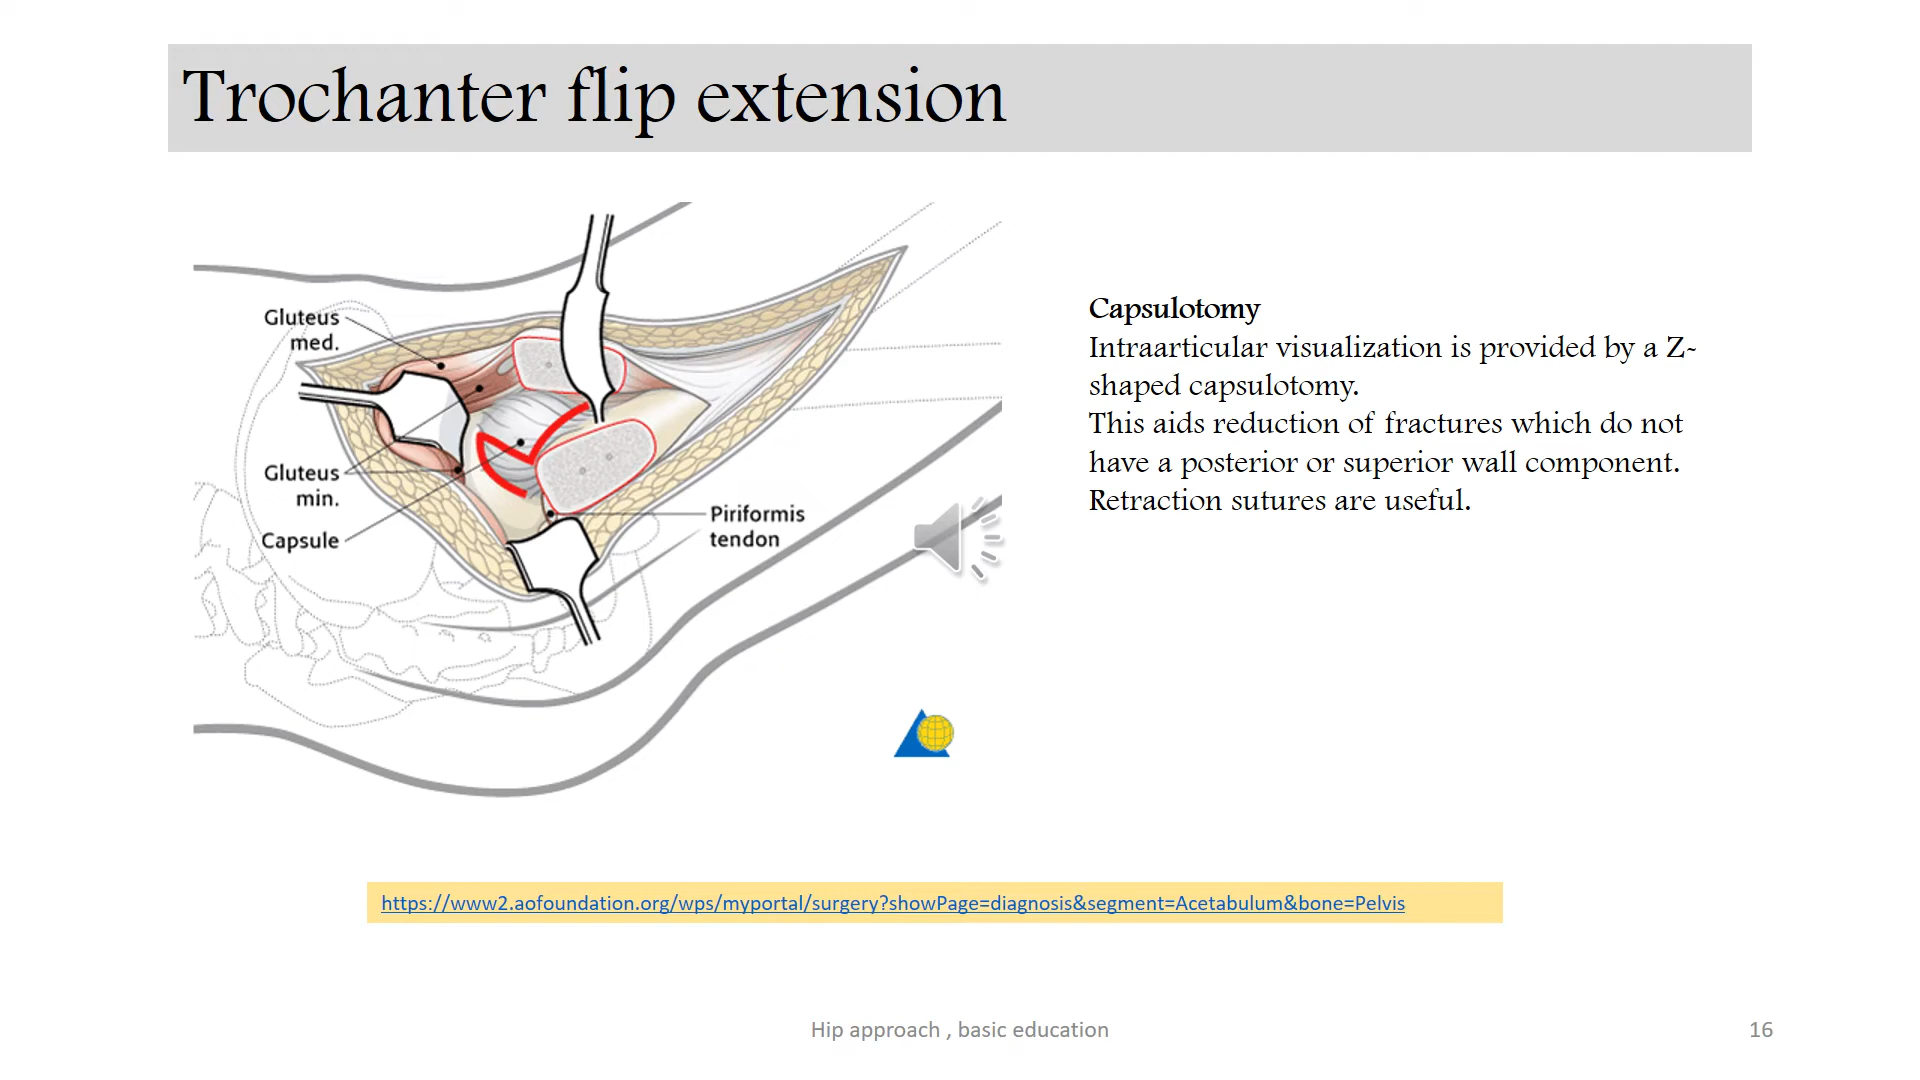 Trochanter flip extension
Gluteus
med.
Gluteus
min.
Capsule
Piriformis
tendon
Capsulotomy
Intraarticular visualization is provided by a Z-
shaped capsulotomy.
This aids reduction of fractures which do not
have a posterior or superior wall component.
Retraction sutures are useful.
https://www2.aofoundation.org/wps/myportal/surgery?showPage=diagnosis&segment=Acetabulum&bone=Pelvis
Hip approach , basic education
16